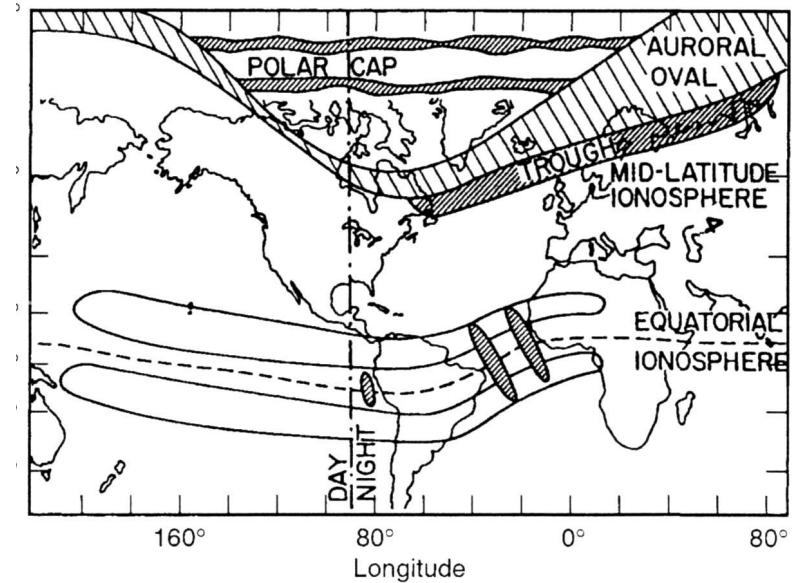 POLAR CAP
AURORAL
OVAL
TROUGH
MID-LATITUDE
IONOSPHERE
EQUATORIAL
IONOSPHERE
DAY
NIGHT
160° 80° 0° 80°
Longitude